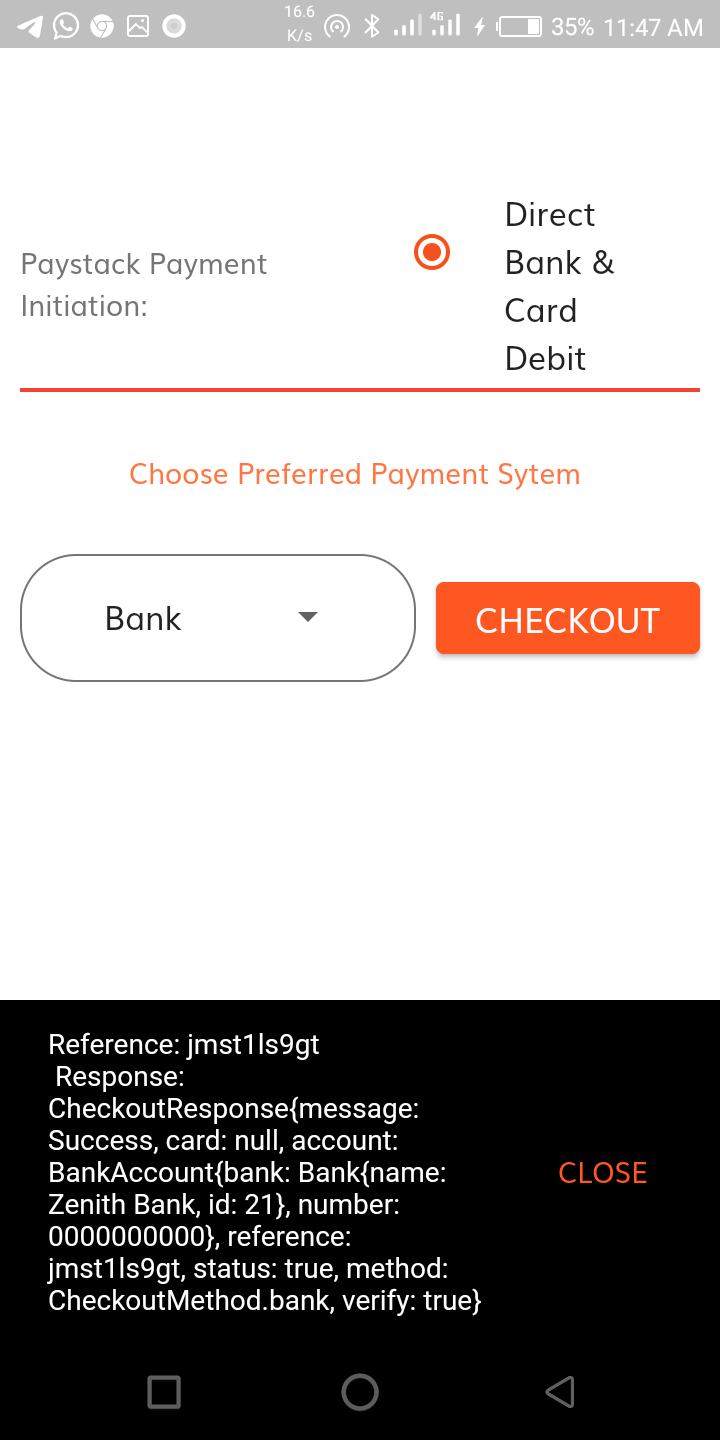 16.6
K/s
4G
35% 11:47 AM
Direct
Bank &
Card
Debit
Paystack Payment
Initiation:
Choose Preferred Payment Sytem
Bank
CHECKOUT
Reference: jmst1ls9gt
Response:
CheckoutResponse{message:
Success, card: null, account:
BankAccount{bank: Bank{name:
Zenith Bank, id: 21}, number:
0000000000}, reference:
jmst1ls9gt, status: true, method:
CheckoutMethod.bank, verify: true}
CLOSE